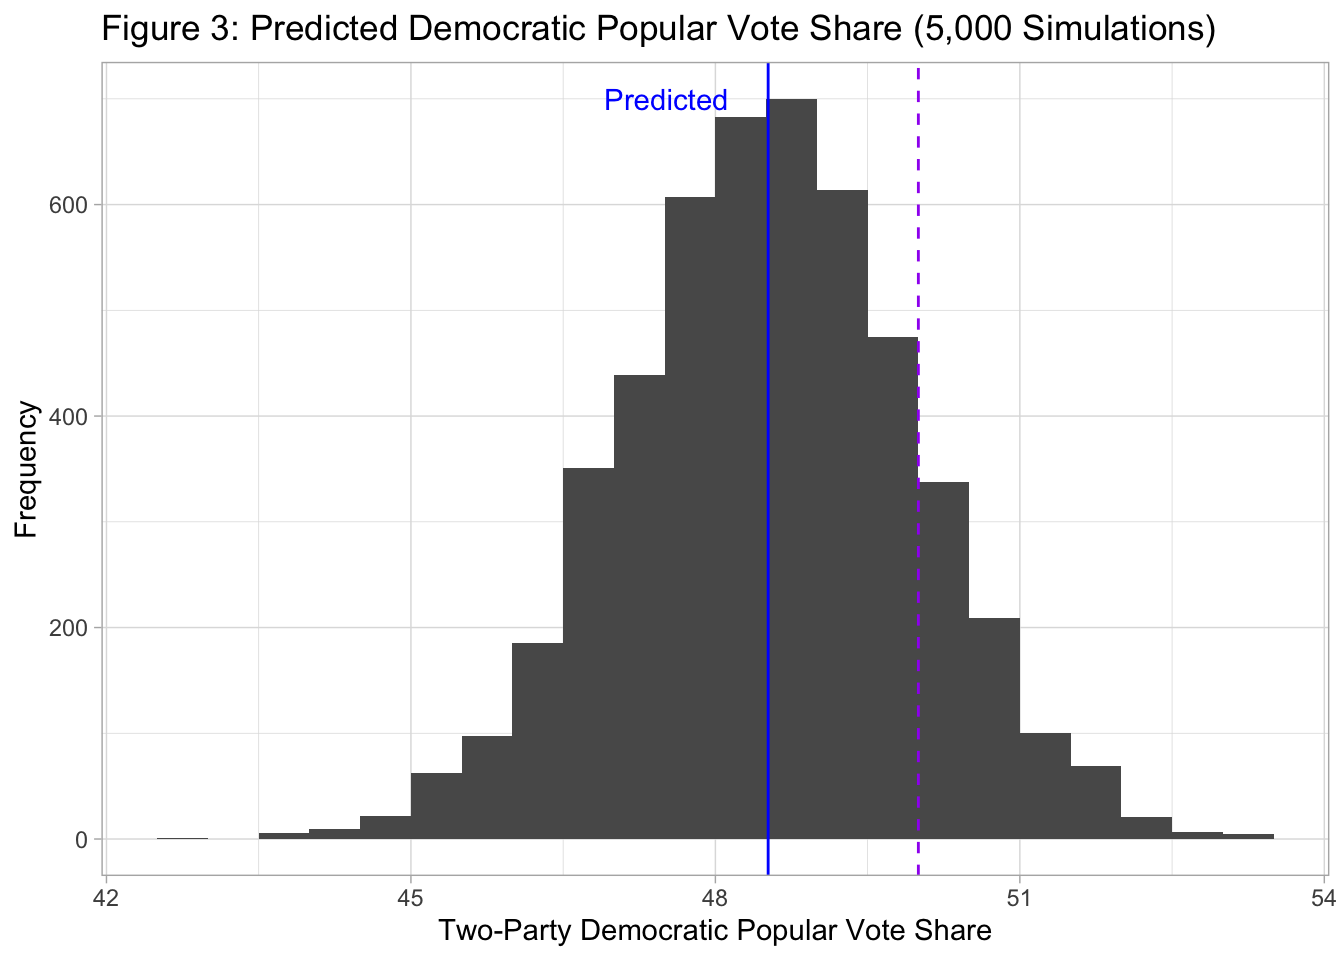 Figure 3: Predicted Democratic Popular Vote Share (5,000 Simulations)
Predicted
600
400
200
0
Frequency
42 45 48 51 54
Two-Party Democratic Popular Vote Share